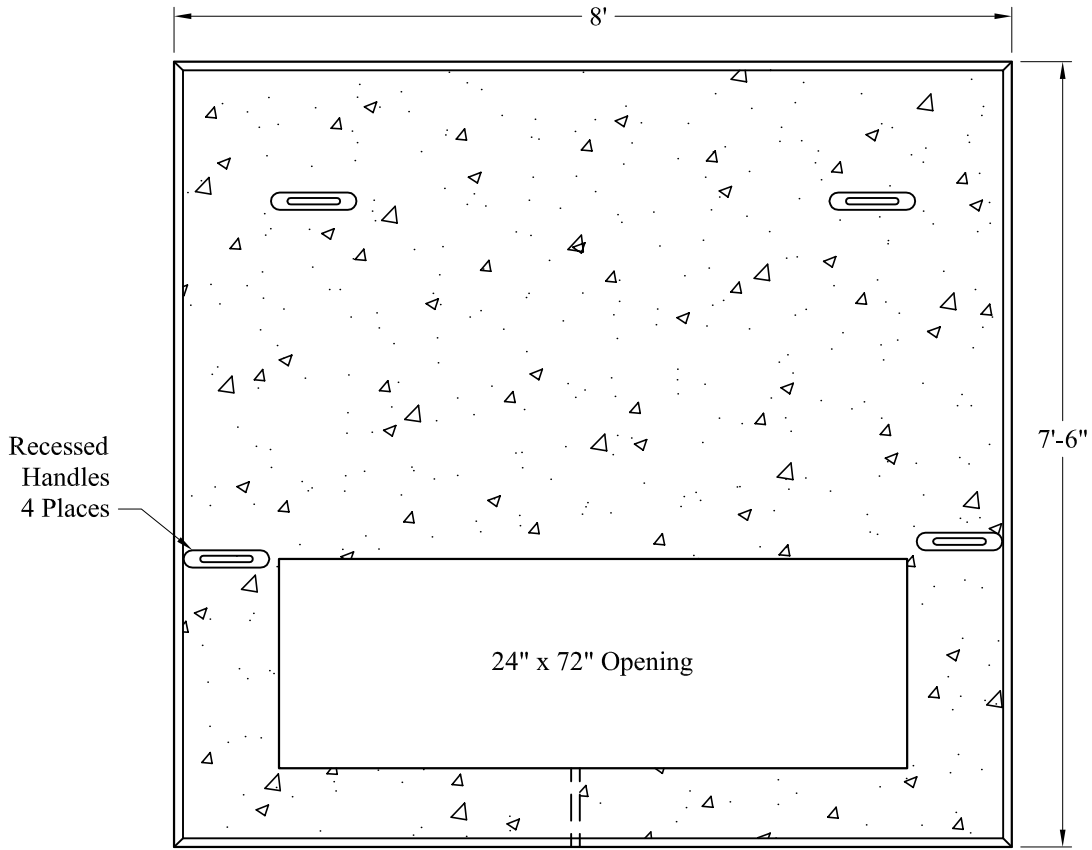 8'
7'-6"
Recessed
Handles
4 Places
24" x 72" Opening